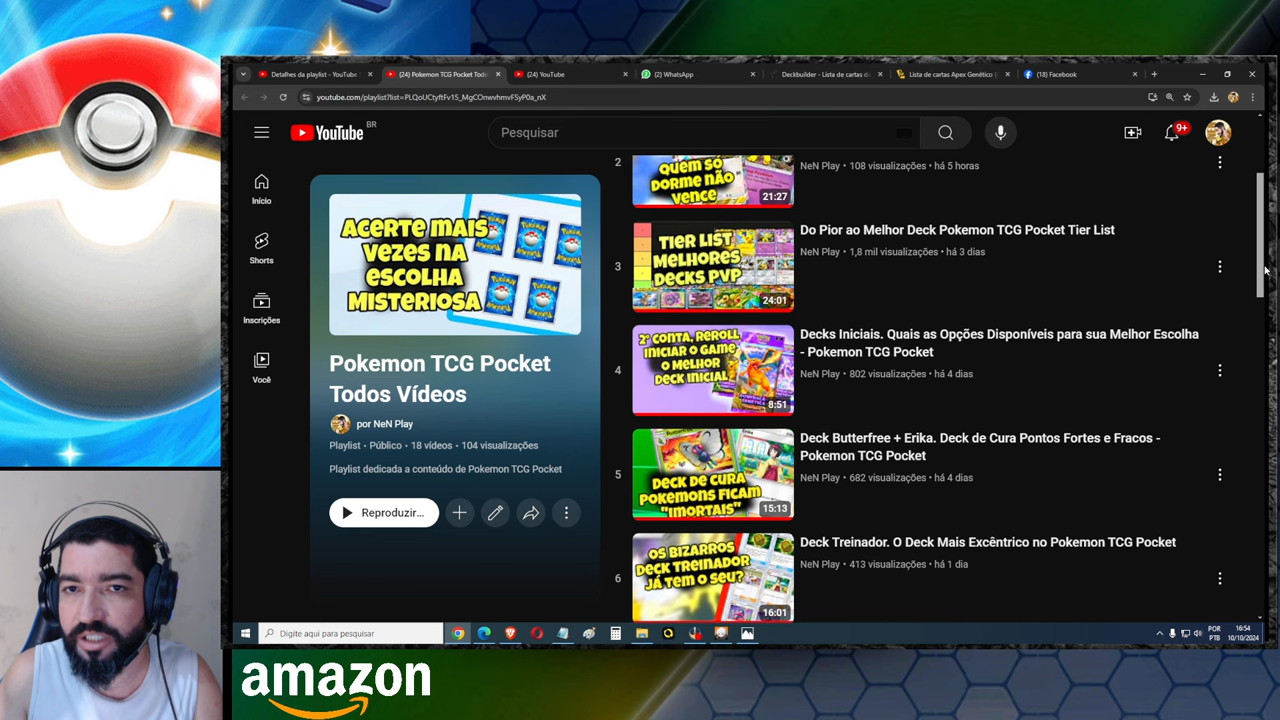 Detalhes da playlist - YouTube
(24) Pokemon TCG Pocket Todo
(24) YouTube
(2) WhatsApp
Deckbuilder - Lista de cartas d
Lista de cartas Apex Genético (
(18) Facebook
YouTube BR
Pesquisar
9+
Início
Shorts
Inscrições
Você
ACERTE MAIS
VEZES NA
ESCOLHA
MISTERIOSA
Pokemon TCG Pocket
Todos Vídeos
por NeN Play
Playlist • Público • 18 vídeos • 104 visualizações
Playlist dedicada a conteúdo de Pokemon TCG Pocket
Reproduzir...
2
QUEM SÓ
DORME NÃO
VENCE
21:27
NeN Play • 108 visualizações • há 5 horas
3
TIER LIST
MELHORES
DECKS PVP
24:01
Do Pior ao Melhor Deck Pokemon TCG Pocket Tier List
NeN Play • 1,8 mil visualizações • há 3 dias
4
2ª CONTA, REROLL
INICIAR O GAME
O MELHOR
DECK INICIAL
8:51
Decks Iniciais. Quais as Opções Disponíveis para sua Melhor Escolha
- Pokemon TCG Pocket
NeN Play • 802 visualizações • há 4 dias
5
DECK DE CURA
POKEMONS FICAM
"IMORTAIS"
15:13
Deck Butterfree + Erika. Deck de Cura Pontos Fortes e Fracos -
Pokemon TCG Pocket
NeN Play • 682 visualizações • há 4 dias
6
OS BIZARROS
DECK TREINADOR
JÁ TEM O SEU?
16:01
Deck Treinador. O Deck Mais Excêntrico no Pokemon TCG Pocket
NeN Play • 413 visualizações • há 1 dia
Digite aqui para pesquisar
POR
PTB
16:54
10/10/2024
amazon